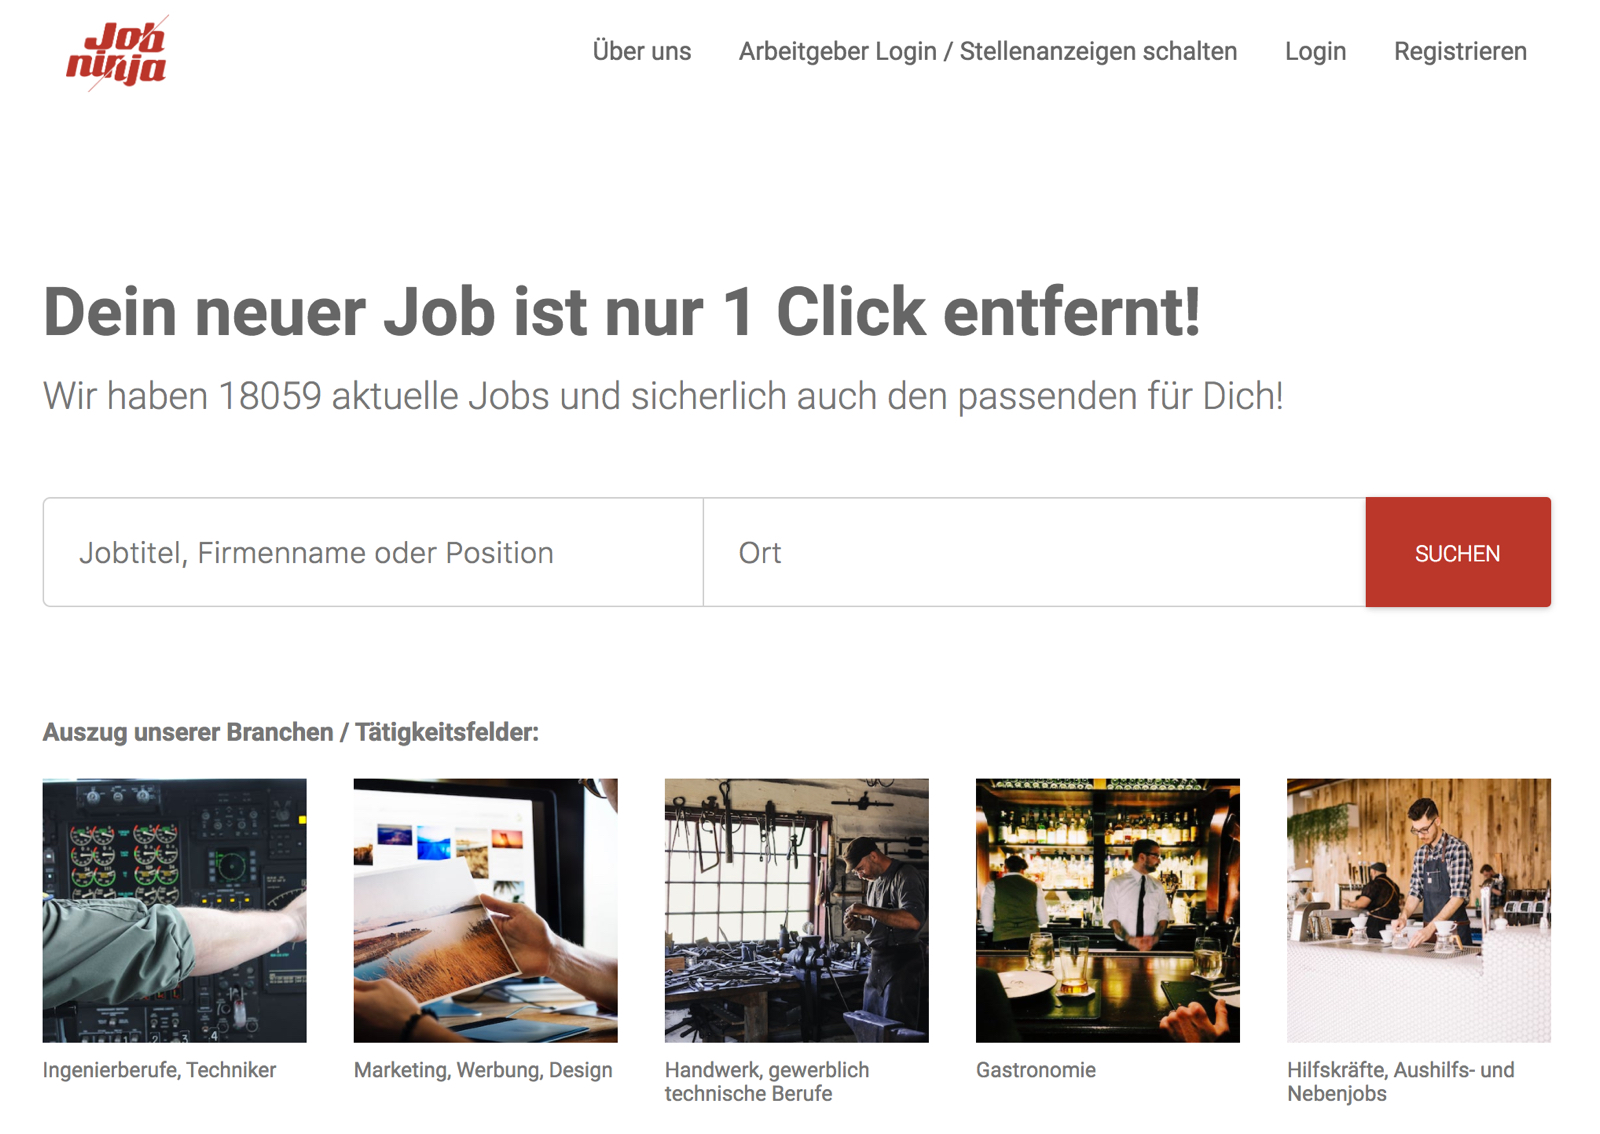 Job
ninja
Über uns
Arbeitgeber Login / Stellenanzeigen schalten
Login
Registrieren
Dein neuer Job ist nur 1 Click entfernt!
Wir haben 18059 aktuelle Jobs und sicherlich auch den passenden für Dich!
Jobtitel, Firmenname oder Position
Ort
SUCHEN
Auszug unserer Branchen / Tätigkeitsfelder:
Ingenierberufe, Techniker
Marketing, Werbung, Design
Handwerk, gewerblich
technische Berufe
Gastronomie
Hilfskräfte, Aushilfs- und
Nebenjobs